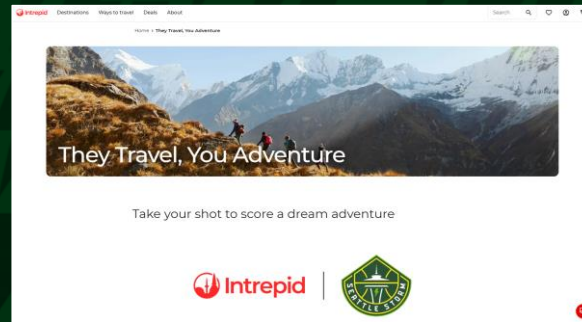 Intrepid Destinations Ways to travel Deals About Search
Home • They Travel, You Adventure
They Travel, You Adventure
Take your shot to score a dream adventure
Intrepid
SEATTLE STORM